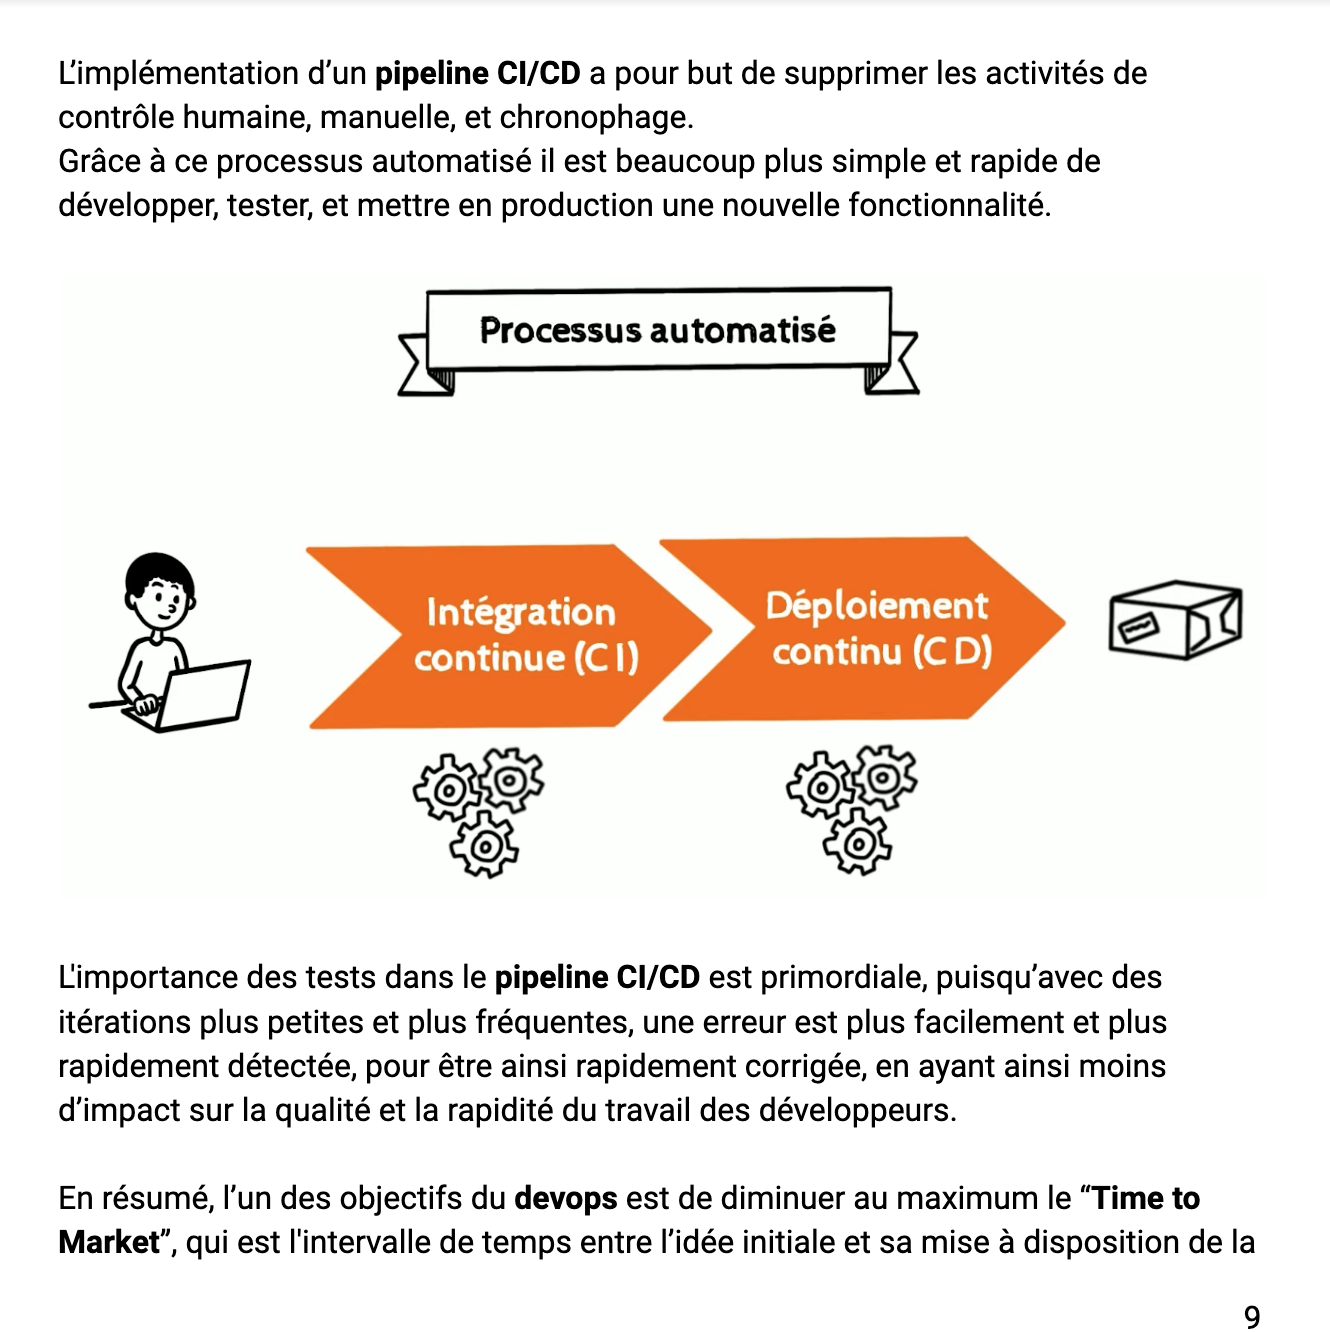 L’implémentation d’un pipeline CI/CD a pour but de supprimer les activités de
contrôle humaine, manuelle, et chronophage.
Grâce à ce processus automatisé il est beaucoup plus simple et rapide de
développer, tester, et mettre en production une nouvelle fonctionnalité.
Processus automatisé
Intégration
continue (CI)
Déploiement
continu (CD)
L'importance des tests dans le pipeline CI/CD est primordiale, puisqu’avec des
itérations plus petites et plus fréquentes, une erreur est plus facilement et plus
rapidement détectée, pour être ainsi rapidement corrigée, en ayant ainsi moins
d’impact sur la qualité et la rapidité du travail des développeurs.
En résumé, l’un des objectifs du devops est de diminuer au maximum le “Time to
Market”, qui est l'intervalle de temps entre l’idée initiale et sa mise à disposition de la
9